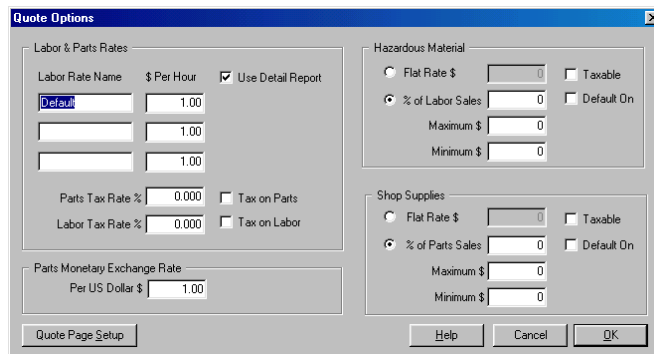 Quote Options
Labor & Parts Rates
Labor Rate Name $ Per Hour Use Detail Report
Default 1.00
1.00
1.00
Parts Tax Rate % 0.000 Tax on Parts
Labor Tax Rate % 0.000 Tax on Labor
Parts Monetary Exchange Rate
Per US Dollar $ 1.00
Hazardous Material
Flat Rate $ 0 Taxable
% of Labor Sales 0 Default On
Maximum $ 0
Minimum $ 0
Shop Supplies
Flat Rate $ 0 Taxable
% of Parts Sales 0 Default On
Maximum $ 0
Minimum $ 0
Quote Page Setup Help Cancel OK